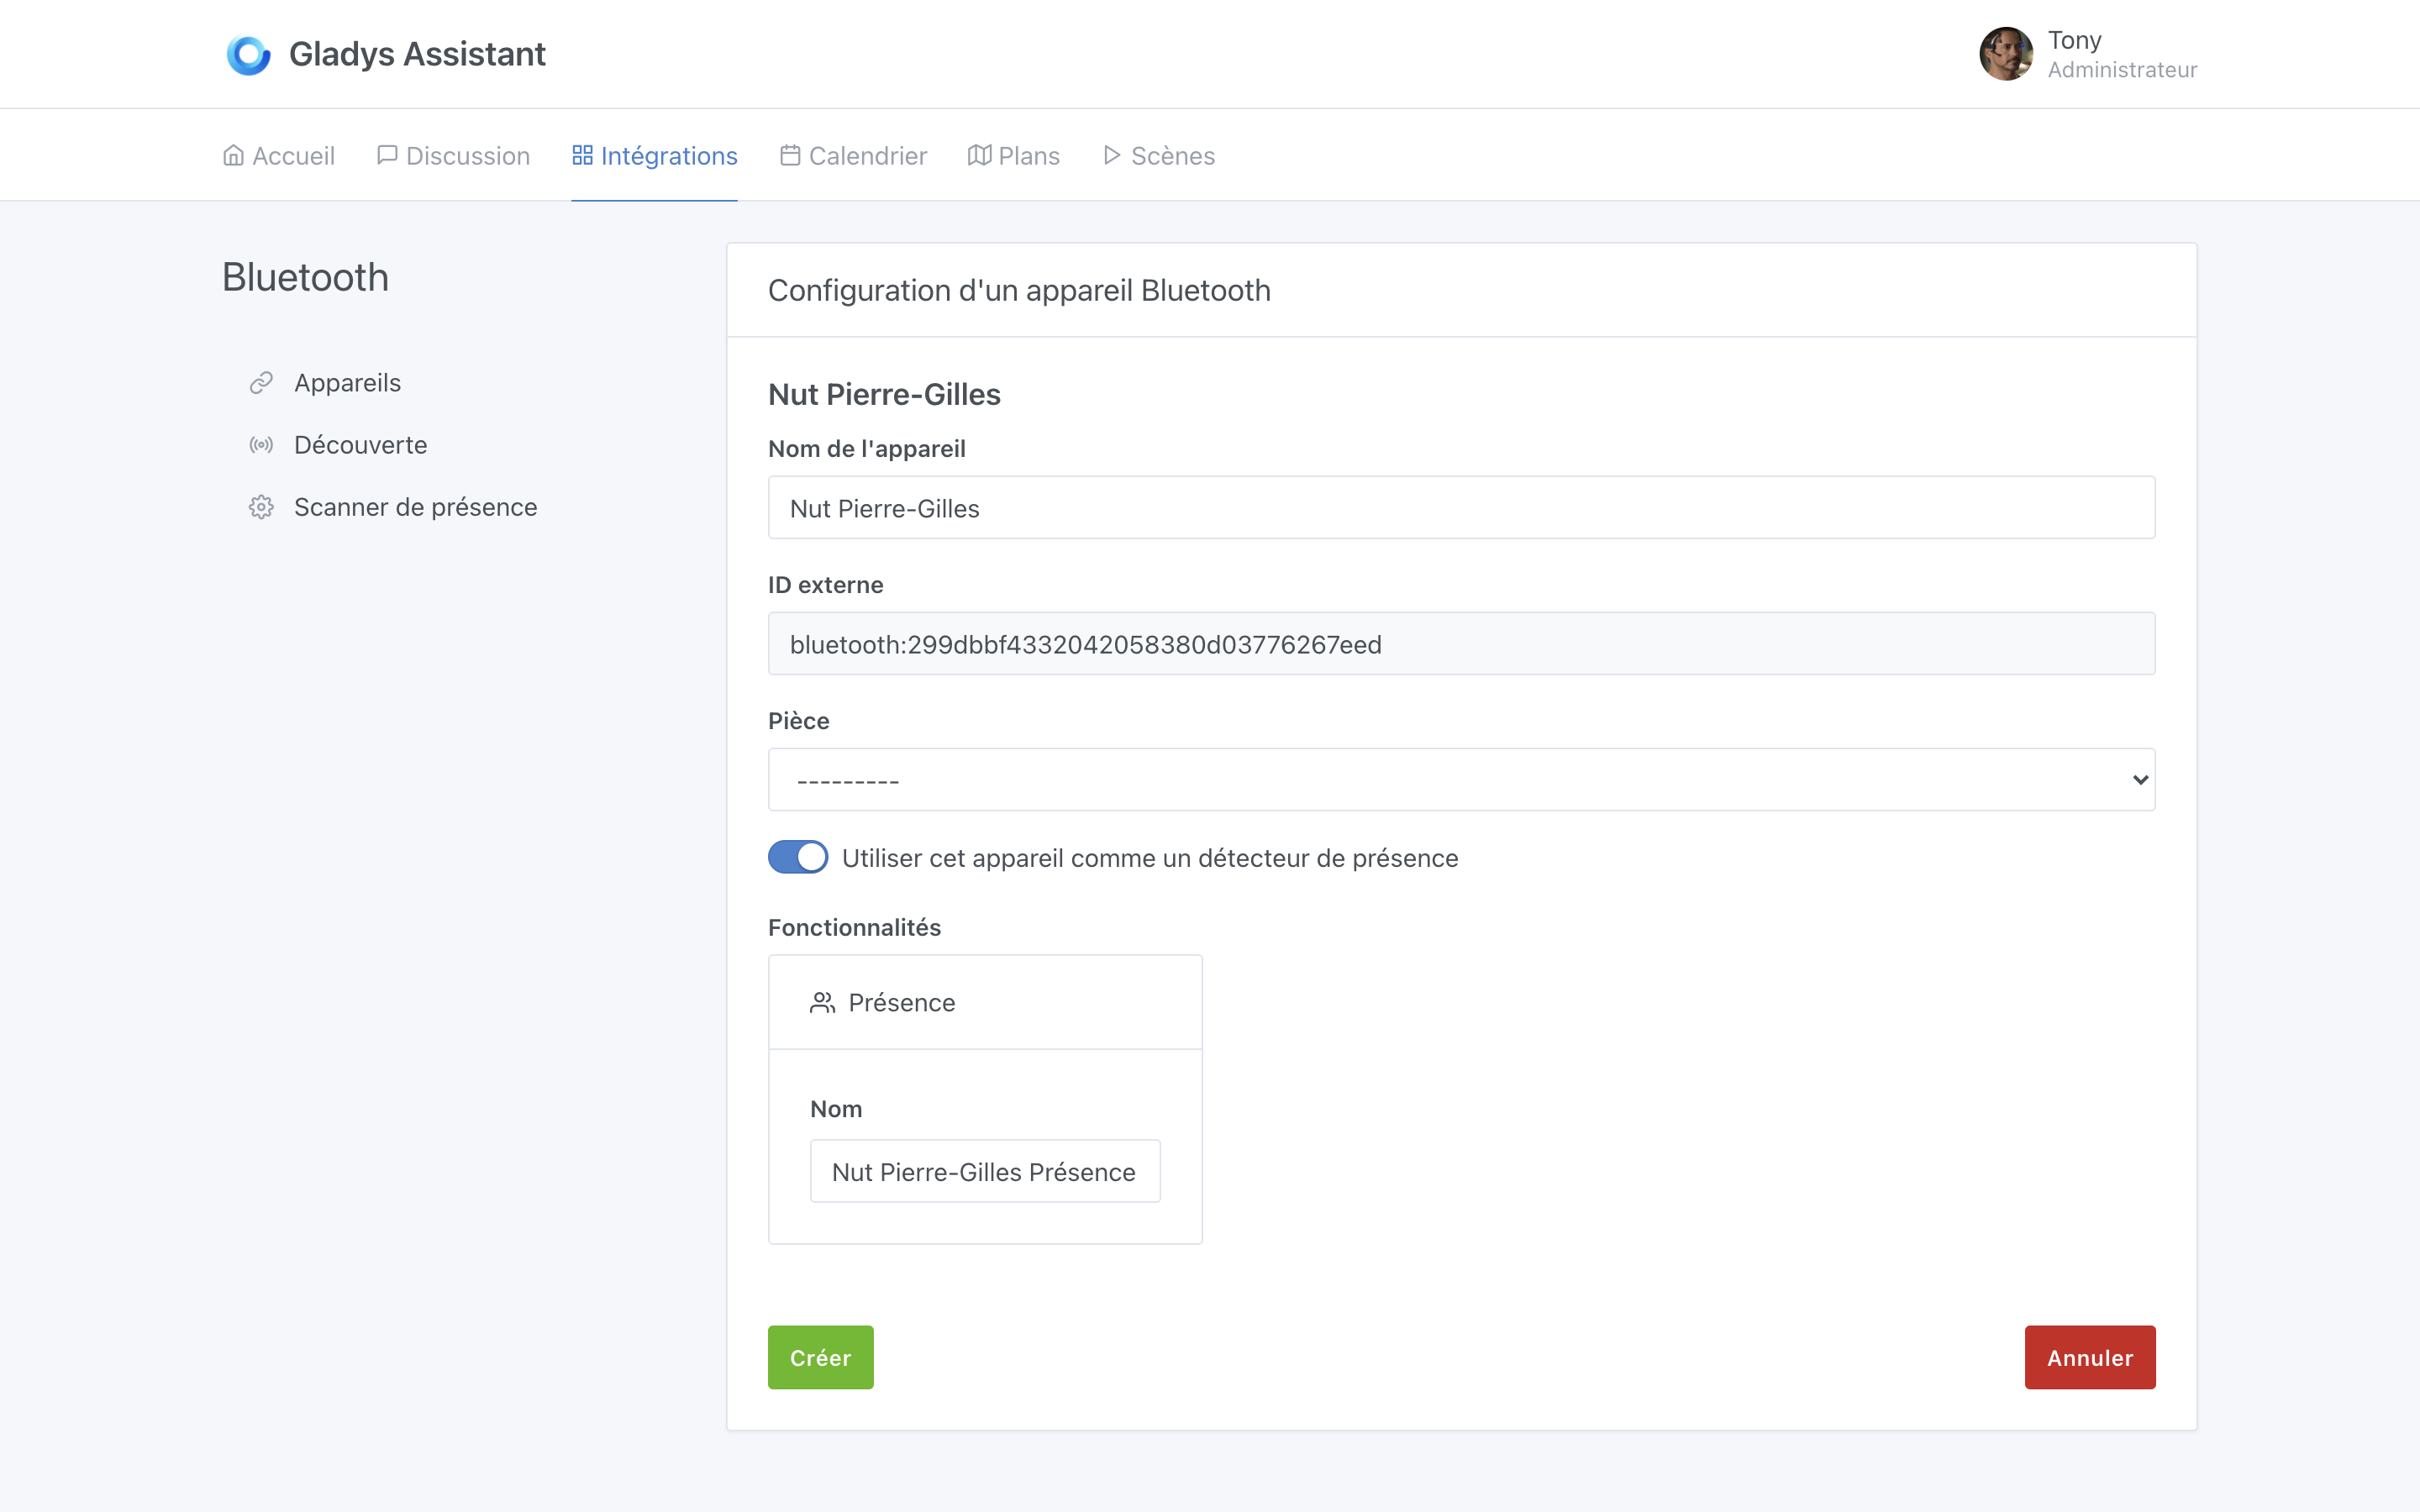 Gladys Assistant
Tony
Administrateur
Accueil
Discussion
Intégrations
Calendrier
Plans
Scènes
Bluetooth
Appareils
Découverte
Scanner de présence
Configuration d'un appareil Bluetooth
Nut Pierre-Gilles
Nom de l'appareil
Nut Pierre-Gilles
ID externe
bluetooth:299dbbf4332042058380d03776267eed
Pièce
---------
Utiliser cet appareil comme un détecteur de présence
Fonctionnalités
Présence
Nom
Nut Pierre-Gilles Présence
Créer
Annuler